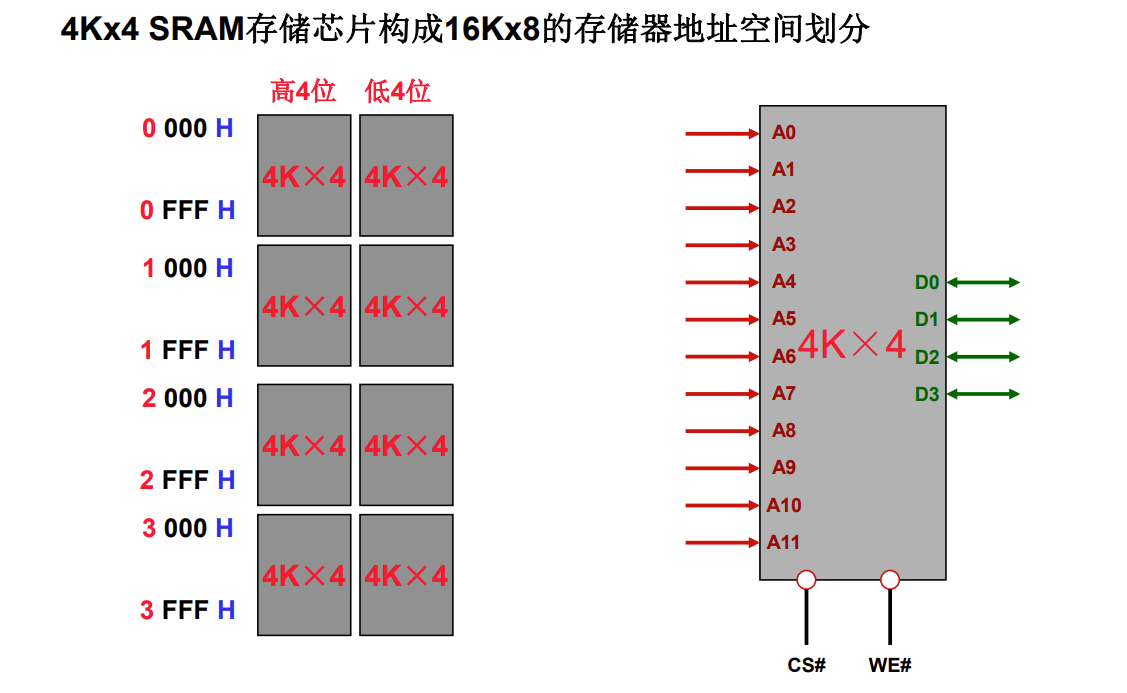 4Kx4 SRAM存储芯片构成16Kx8的存储器地址空间划分
高4位 低4位
0 000 H
4K×4 4K×4
0 FFF H
1 000 H
4K×4 4K×4
1 FFF H
2 000 H
4K×4 4K×4
2 FFF H
3 000 H
4K×4 4K×4
3 FFF H
A0
A1
A2
A3
A4 D0
A5 D1
4K×4
A6 D2
A7 D3
A8
A9
A10
A11
CS# WE#